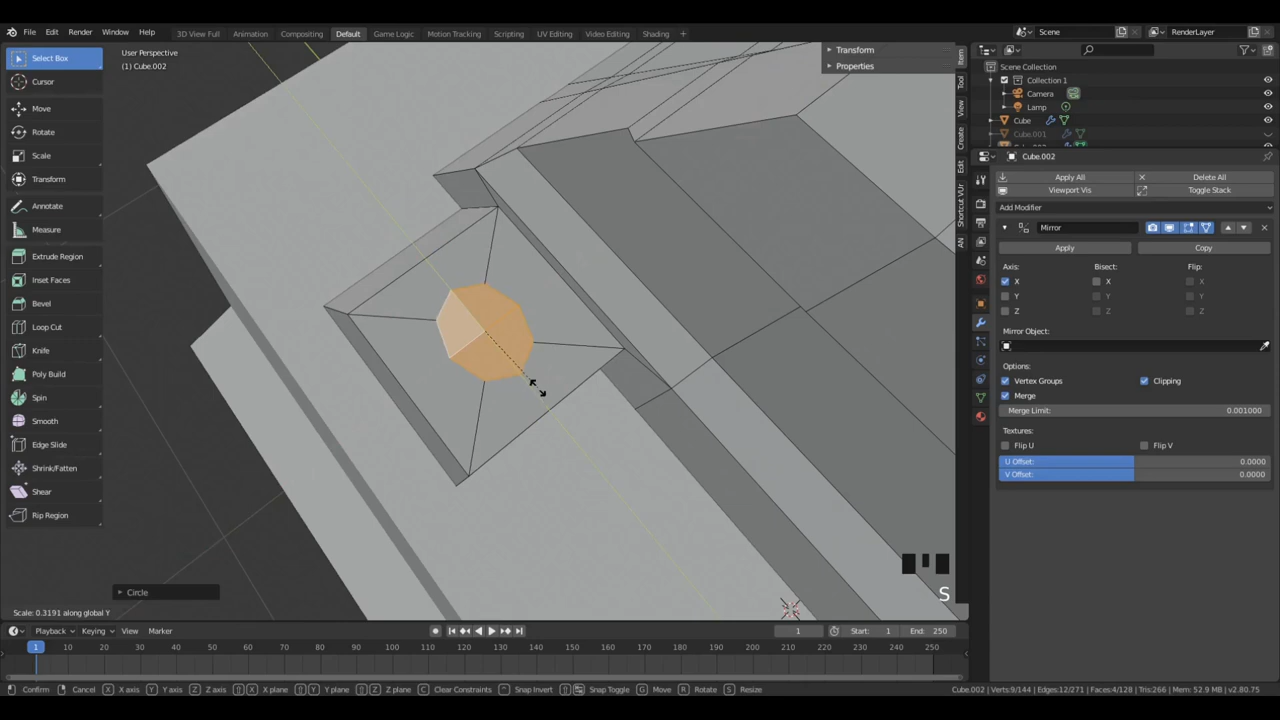 File Edit Render Window Help 3D View Full Animation Compositing Default Game Logic Motion Tracking Scripting UV Editing Video Editing Shading + Scene RenderLayer
Select Box
Cursor
Move
Rotate
Scale
Transform
Annotate
Measure
Extrude Region
Inset Faces
Bevel
Loop Cut
Knife
Poly Build
Spin
Smooth
Edge Slide
Shrink/Fatten
Shear
Rip Region
User Perspective
(1) Cube.002
Transform
Properties
Item
Tool
View
Create
Edit
Shortcut VUr
AN
Circle
S
Scale: 0.3191 along global Y
Scene Collection
Collection 1
Camera
Lamp
Cube
Cube.001
Cube.002
Apply All Delete All
Viewport Vis Toggle Stack
Add Modifier
Mirror
Apply Copy
Axis: Bisect: Flip:
X X X
Y Y Y
Z Z Z
Mirror Object:
Options:
Vertex Groups Clipping
Merge
Merge Limit: 0.001000
Textures:
Flip U Flip V
U Offset: 0.0000
V Offset: 0.0000
Playback Keying View Marker 1 Start: 1 End: 250
1 10 20 30 40 50 60 70 80 90 100 110 120 130 140 150 160 170 180 190 200 210 220 230 240 250
Confirm Cancel X X axis Y Y axis Z Z axis X X plane Y Y plane Z Z plane C Clear Constraints Snap Invert Snap Toggle G Move R Rotate S Resize Cube.002 | Verts:9/144 | Edges:12/271 | Faces:4/128 | Tris:266 | Mem: 52.9 MB | v2.80.75